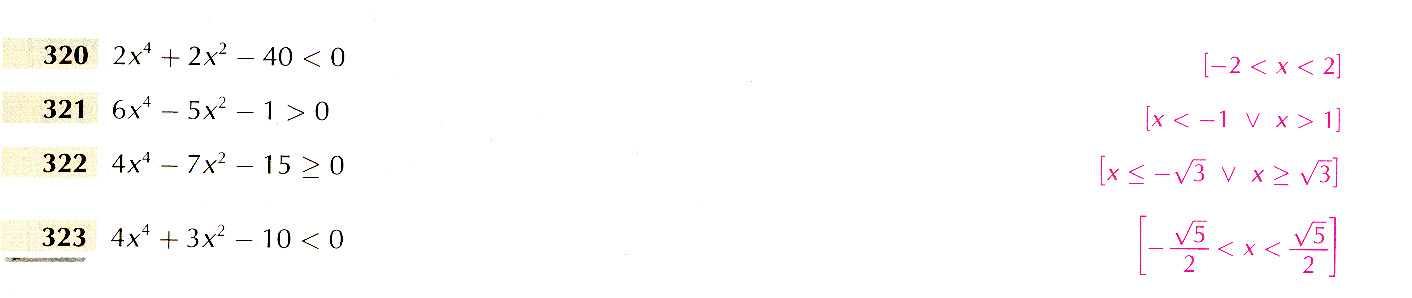 320 2x⁴ + 2x² − 40 < 0 [−2 < x < 2]
321 6x⁴ − 5x² − 1 > 0 [x < −1 ∨ x > 1]
322 4x⁴ − 7x² − 15 ≥ 0 [x ≤ −√3 ∨ x ≥ √3]
323 4x⁴ + 3x² − 10 < 0 [−√5/2 < x < √5/2]